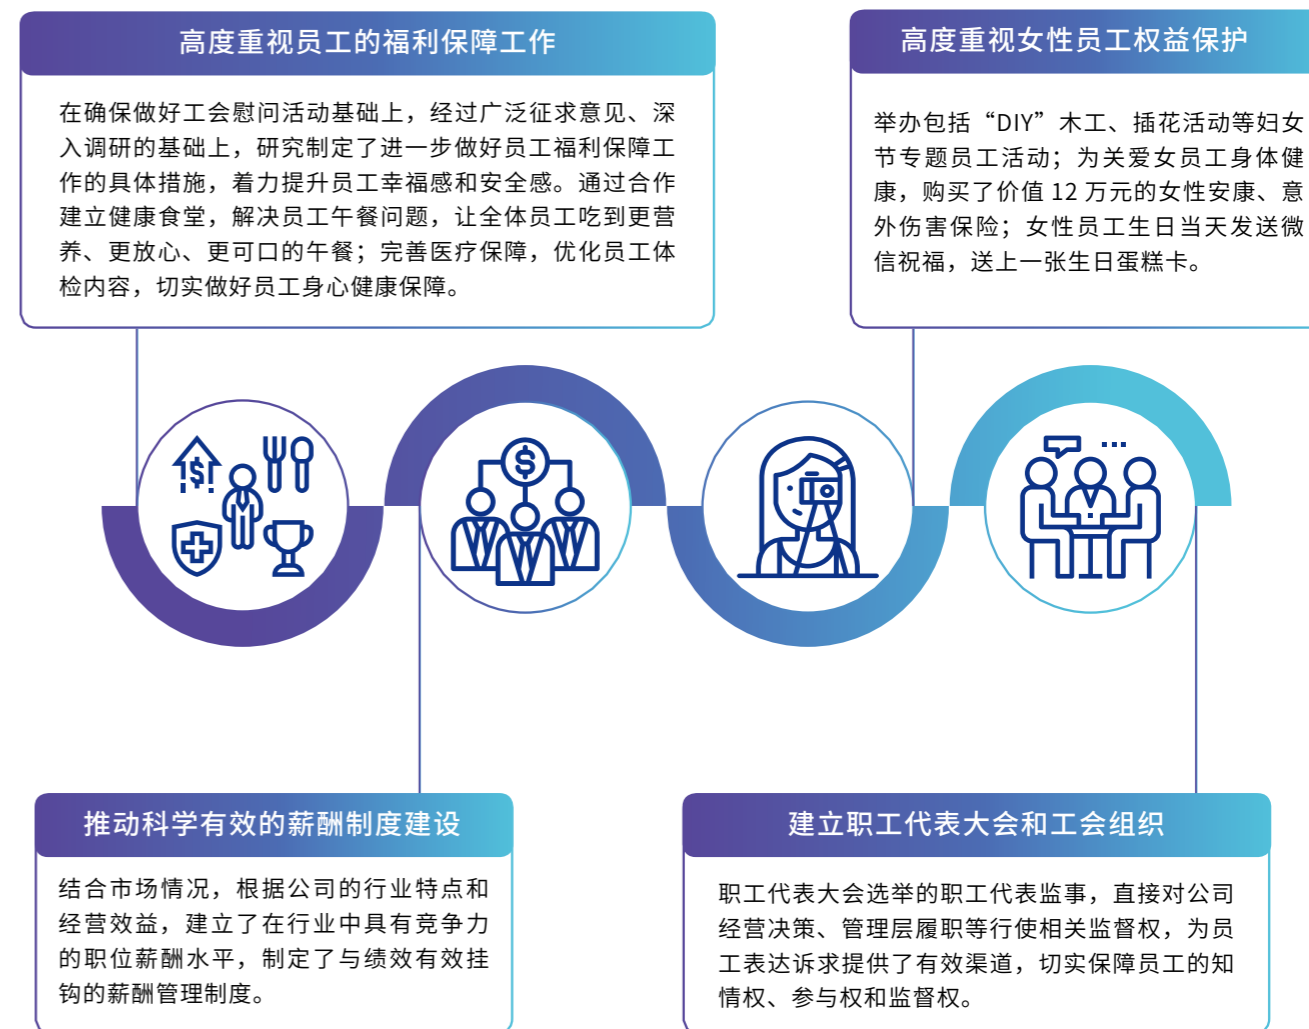 高度重视员工的福利保障工作
在确保做好工会慰问活动基础上，经过广泛征求意见、深
入调研的基础上，研究制定了进一步做好员工福利保障工
作的具体措施，着力提升员工幸福感和安全感。通过合作
建立健康食堂，解决员工午餐问题，让全体员工吃到更营
养、更放心、更可口的午餐；完善医疗保障，优化员工体
检内容，切实做好员工身心健康保障。
高度重视女性员工权益保护
举办包括“DIY”木工、插花活动等妇女
节专题员工活动；为关爱女员工身体健
康，购买了价值 12 万元的女性安康、意
外伤害保险；女性员工生日当天发送微
信祝福，送上一张生日蛋糕卡。
推动科学有效的薪酬制度建设
结合市场情况，根据公司的行业特点和
经营效益，建立了在行业中具有竞争力
的职位薪酬水平，制定了与绩效有效挂
钩的薪酬管理制度。
建立职工代表大会和工会组织
职工代表大会选举的职工代表监事，直接对公司
经营决策、管理层履职等行使相关监督权，为员
工表达诉求提供了有效渠道，切实保障员工的知
情权、参与权和监督权。